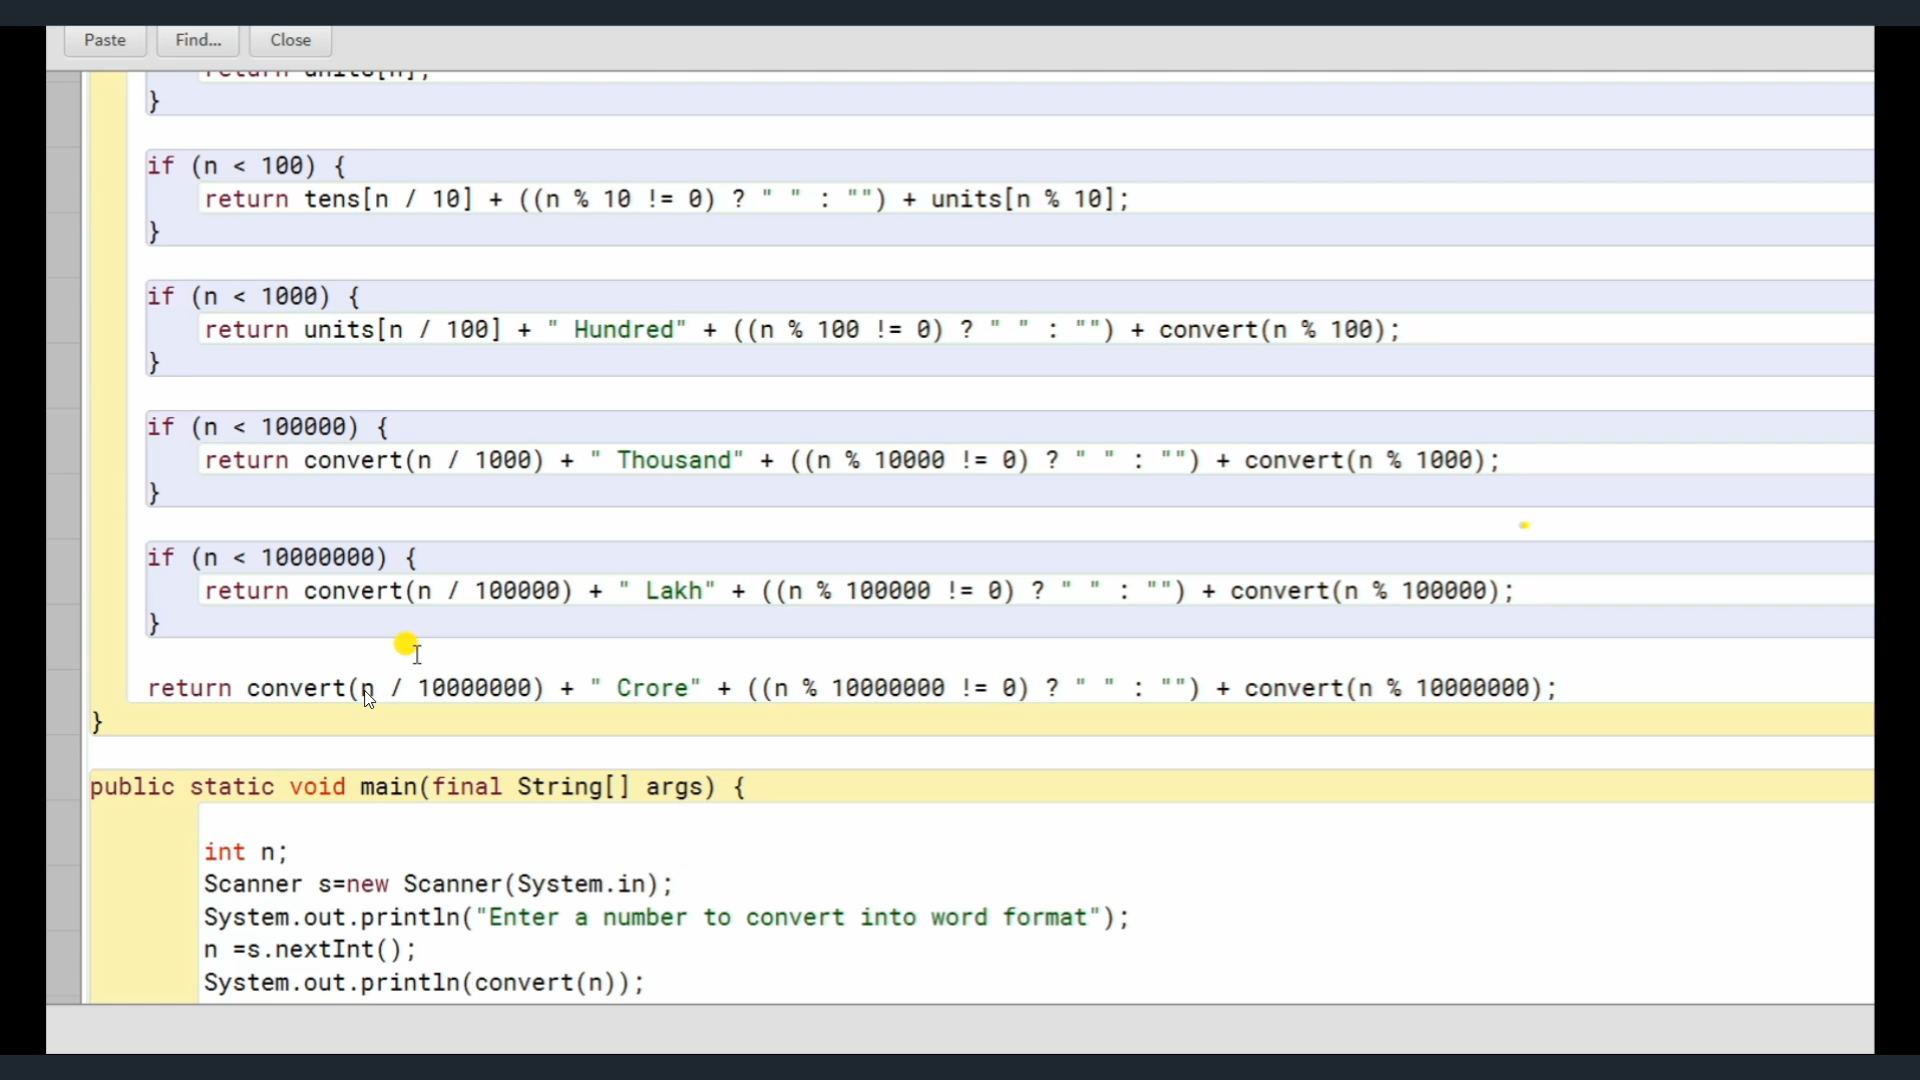 Paste Find... Close
return units[n];
}
if (n < 100) {
return tens[n / 10] + ((n % 10 != 0) ? " " : "") + units[n % 10];
}
if (n < 1000) {
return units[n / 100] + " Hundred" + ((n % 100 != 0) ? " " : "") + convert(n % 100);
}
if (n < 100000) {
return convert(n / 1000) + " Thousand" + ((n % 10000 != 0) ? " " : "") + convert(n % 1000);
}
if (n < 10000000) {
return convert(n / 100000) + " Lakh" + ((n % 100000 != 0) ? " " : "") + convert(n % 100000);
}
return convert(n / 10000000) + " Crore" + ((n % 10000000 != 0) ? " " : "") + convert(n % 10000000);
}
public static void main(final String[] args) {
int n;
Scanner s=new Scanner(System.in);
System.out.println("Enter a number to convert into word format");
n =s.nextInt();
System.out.println(convert(n));